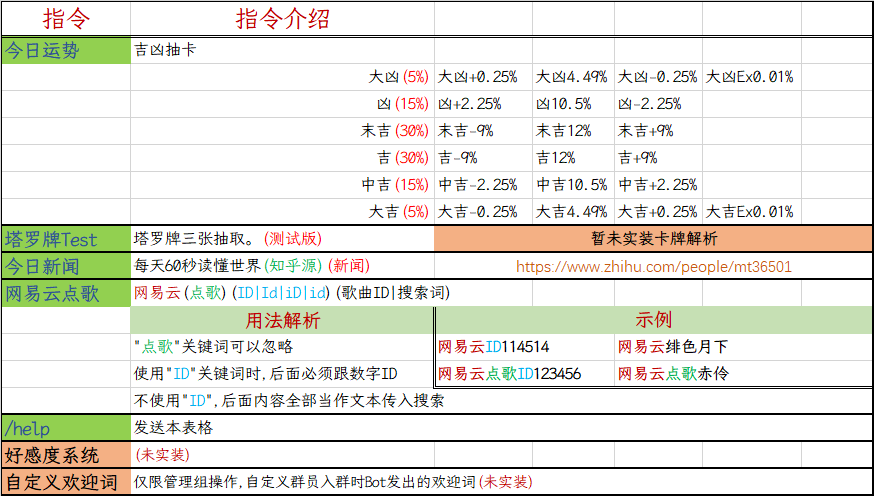 指令 指令介绍
今日运势 吉凶抽卡
大凶(5%) 大凶+0.25% 大凶4.49% 大凶-0.25% 大凶Ex0.01%
凶(15%) 凶+2.25% 凶10.5% 凶-2.25%
末吉(30%) 末吉-9% 末吉12% 末吉+9%
吉(30%) 吉-9% 吉12% 吉+9%
中吉(15%) 中吉-2.25% 中吉10.5% 中吉+2.25%
大吉(5%) 大吉-0.25% 大吉4.49% 大吉+0.25% 大吉Ex0.01%
塔罗牌Test 塔罗牌三张抽取。(测试版) 暂未实装卡牌解析
今日新闻 每天60秒读懂世界(知乎源)(新闻) https://www.zhihu.com/people/mt36501
网易云点歌 网易云(点歌)(ID|Id|iD|id)(歌曲ID|搜索词)
用法解析 示例
"点歌"关键词可以忽略 网易云ID114514 网易云绯色月下
使用"ID"关键词时,后面必须跟数字ID 网易云点歌ID123456 网易云点歌赤伶
不使用"ID",后面内容全部当作文本传入搜索
/help 发送本表格
好感度系统 (未实装)
自定义欢迎词 仅限管理组操作,自定义群员入群时Bot发出的欢迎词(未实装)